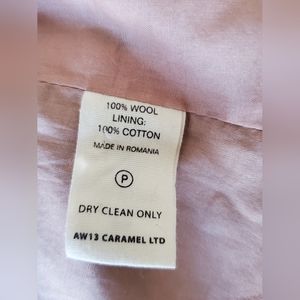 100% WOOL
LINING:
100% COTTON
MADE IN ROMANIA
P
DRY CLEAN ONLY
AW13 CARAMEL LTD